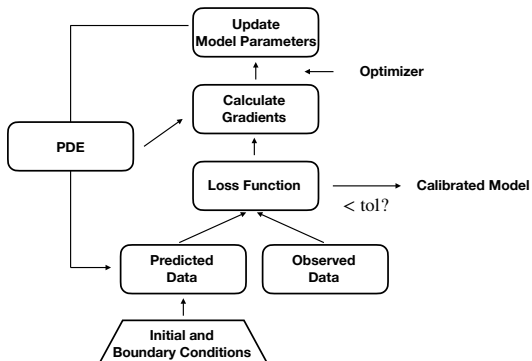 Update
Model Parameters
Optimizer
Calculate
Gradients
PDE
Loss Function
Calibrated Model
< tol?
Predicted
Data
Observed
Data
Initial and
Boundary Conditions